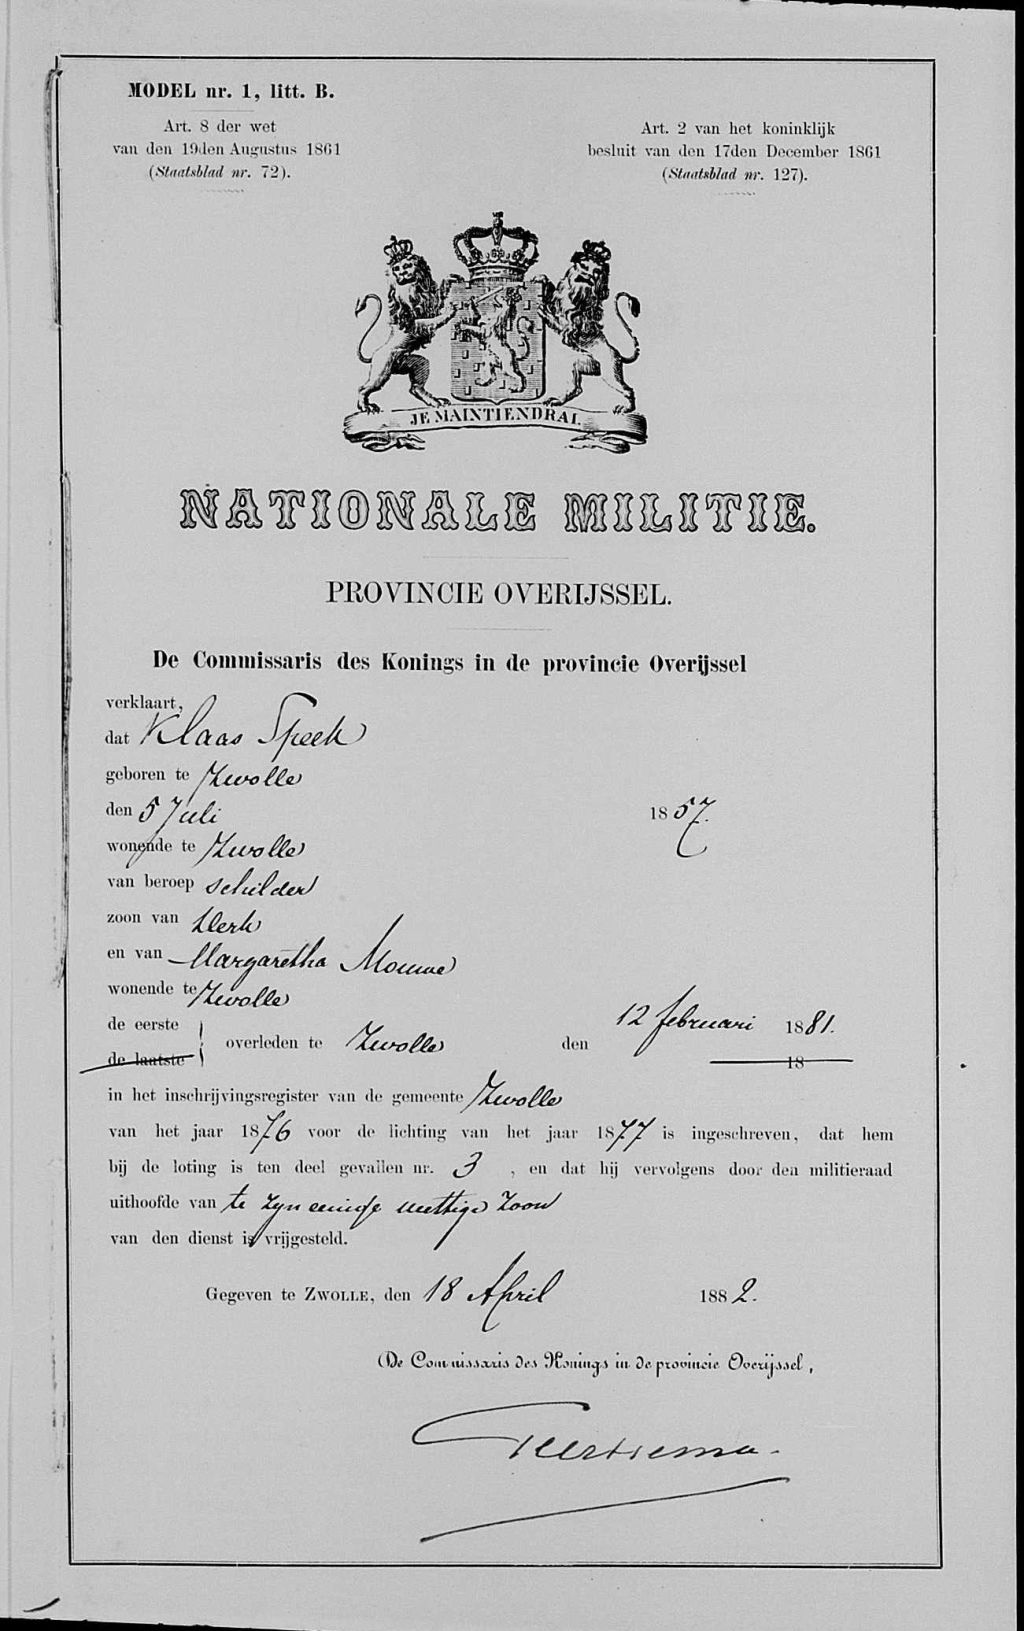 MODEL nr. 1, litt. B.
Art. 8 der wet
van den 19den Augustus 1861
(Staatsblad nr. 72).
Art. 2 van het koninklijk
besluit van den 17den December 1861
(Staatsblad nr. 127).
JE MAINTIENDRAI.
NATIONALE MILITIE.
PROVINCIE OVERIJSSEL.
De Commissaris des Konings in de provincie Overijssel
verklaart,
dat Klaas Speek
geboren te Zwolle
den 5 Juli 1857.
wonende te Zwolle
van beroep schilder
zoon van Derk
en van Margaretha
wonende te Zwolle
de eerste
de laatste
overleden te Zwolle den 12 februari 1881.
18
in het inschrijvingsregister van de gemeente Zwolle
van het jaar 1876 voor de lichting van het jaar 1877 is ingeschreven, dat hem
bij de loting is ten deel gevallen nr. 3, en dat hij vervolgens door den militieraad
uithoofde van te zyn eenige wettige zoon
van den dienst is vrijgesteld.
Gegeven te ZWOLLE, den 18 April 1882.
De Commissaris des Konings in de provincie Overijssel,
Geertsema.